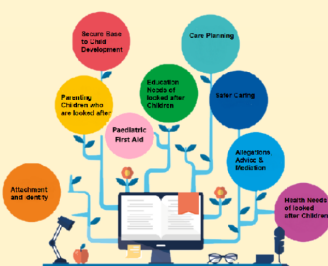 Secure Base
to Child
Development
Care Planning
Parenting
Children who
are looked after
Education
Needs of
looked after
Children
Safer Caring
Paediatric
First Aid
Allegations,
Advice &
Mediation
Attachment
and Identity
Health Needs
of looked
after Children